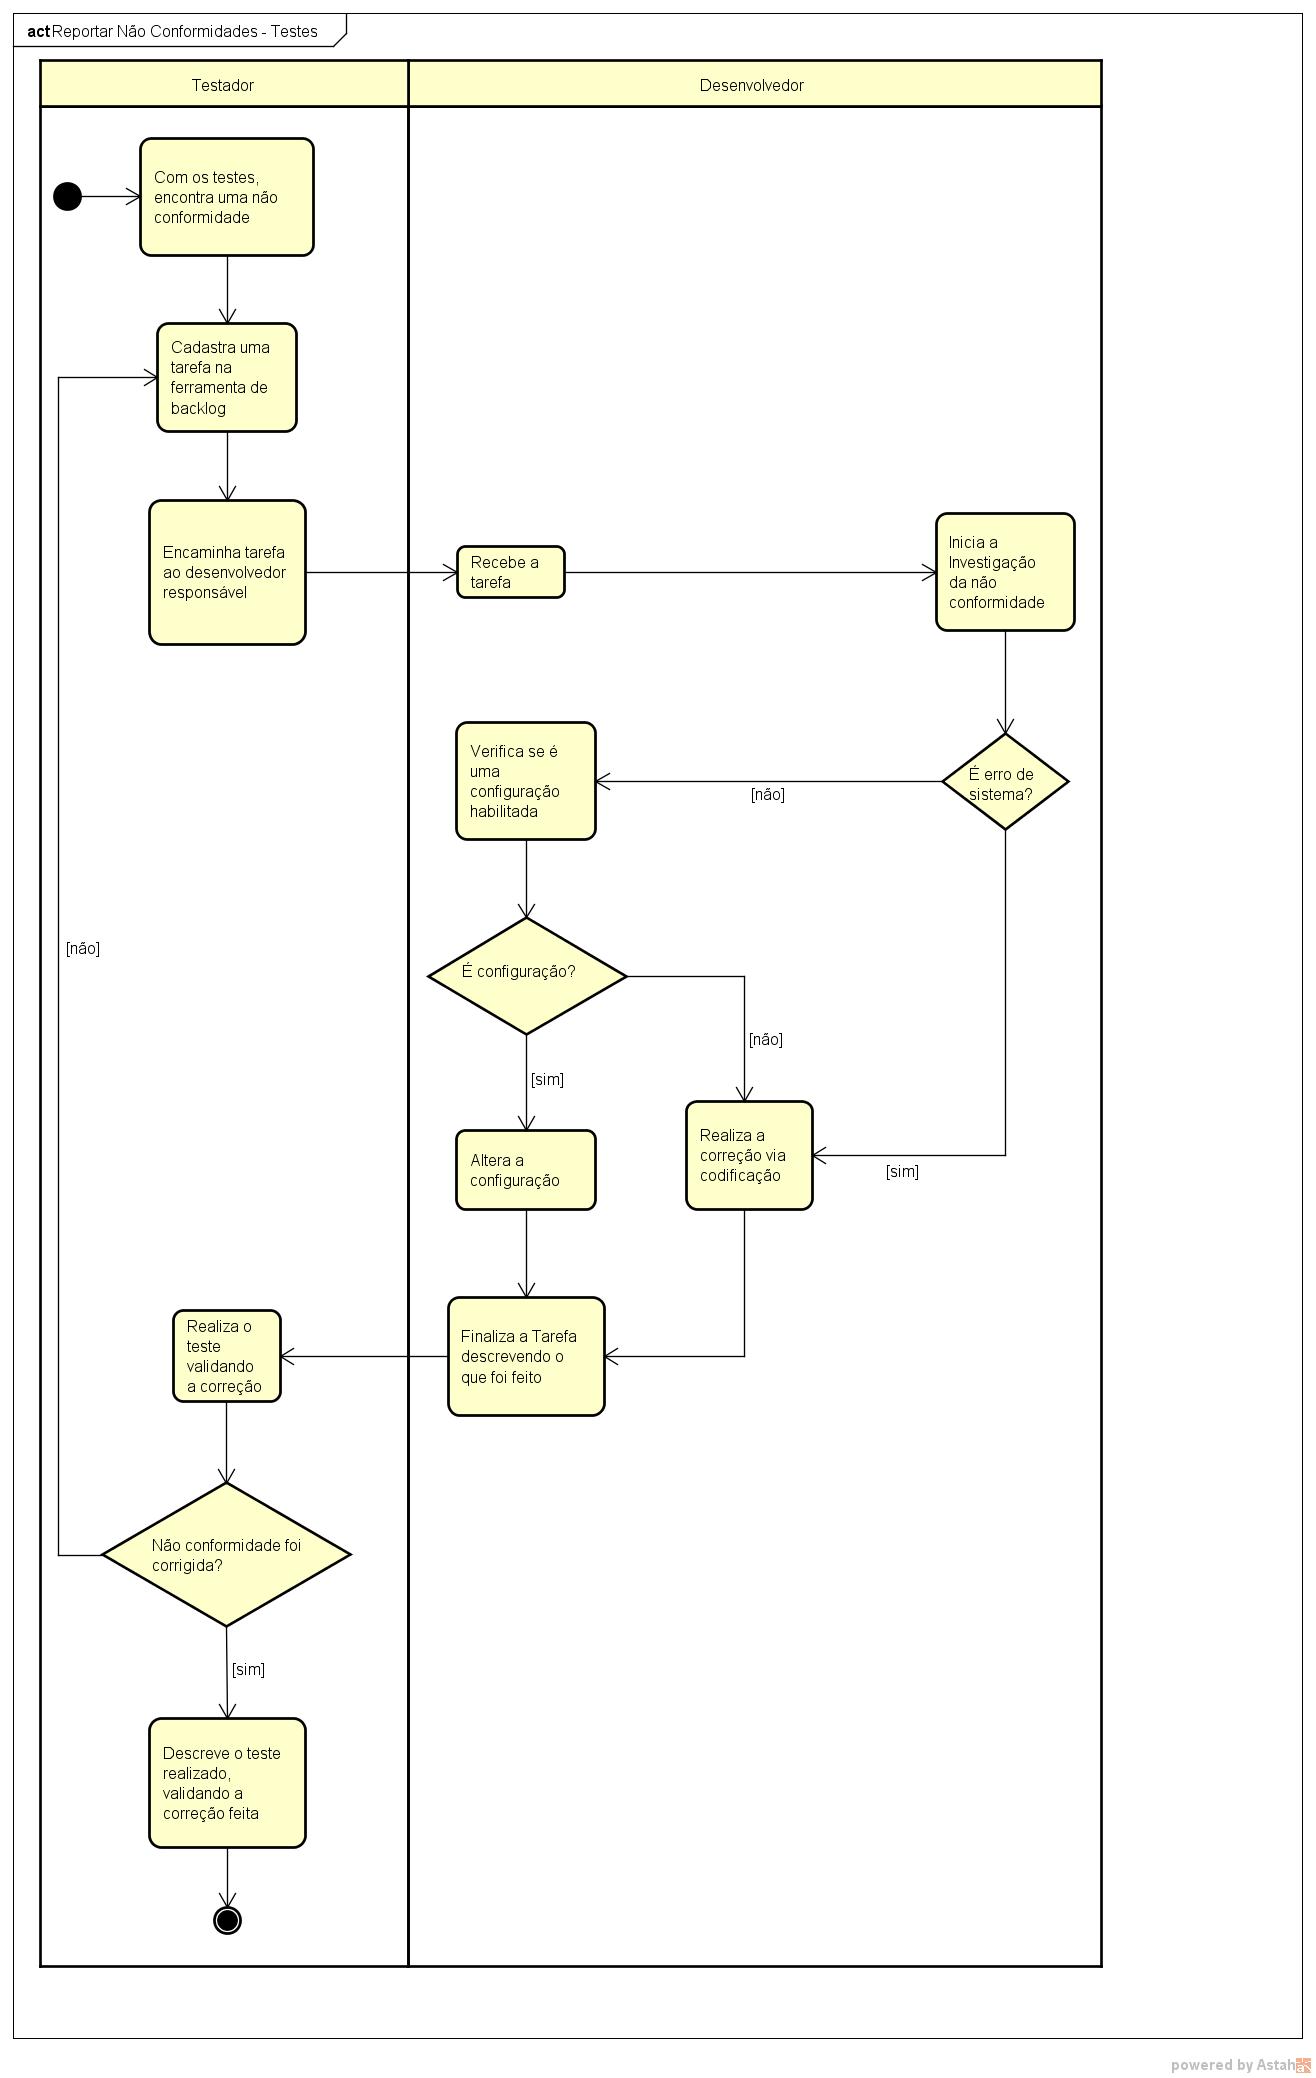 act Reportar Não Conformidades - Testes
Testador
Desenvolvedor
Com os testes,
encontra uma não
conformidade
Cadastra uma
tarefa na
ferramenta de
backlog
Encaminha tarefa
ao desenvolvedor
responsável
Recebe a
tarefa
Inicia a
Investigação
da não
conformidade
É erro de
sistema?
[não]
Verifica se é
uma
configuração
habilitada
É configuração?
[não]
[não]
[sim]
Altera a
configuração
Realiza a
correção via
codificação
[sim]
Realiza o
teste
validando
a correção
Finaliza a Tarefa
descrevendo o
que foi feito
Não conformidade foi
corrigida?
[sim]
Descreve o teste
realizado,
validando a
correção feita
powered by Astah